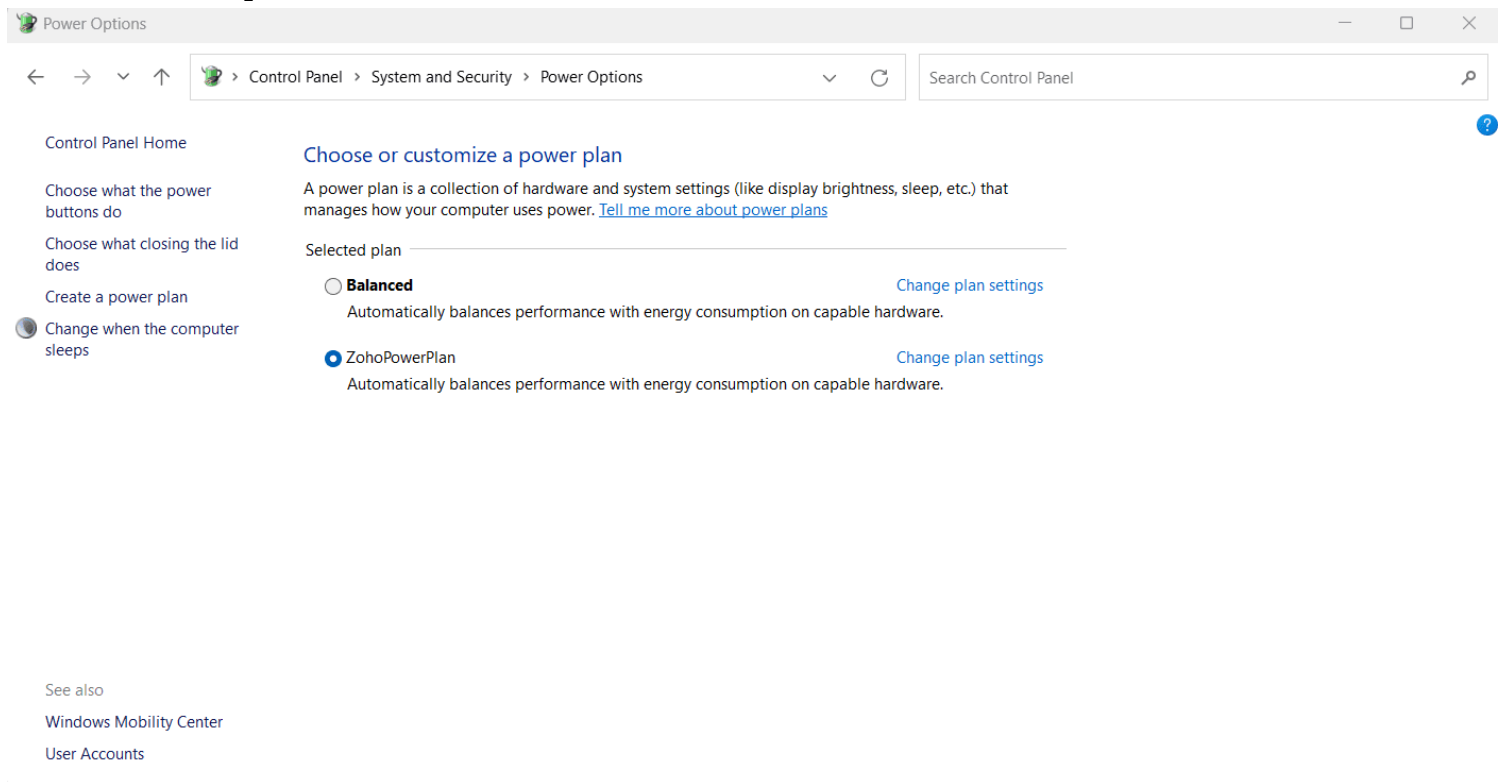 Power Options
Control Panel > System and Security > Power Options
Search Control Panel
Control Panel Home
Choose what the power
buttons do
Choose what closing the lid
does
Create a power plan
Change when the computer
sleeps
Choose or customize a power plan
A power plan is a collection of hardware and system settings (like display brightness, sleep, etc.) that
manages how your computer uses power. Tell me more about power plans
Selected plan
Balanced Change plan settings
Automatically balances performance with energy consumption on capable hardware.
ZohoPowerPlan Change plan settings
Automatically balances performance with energy consumption on capable hardware.
See also
Windows Mobility Center
User Accounts